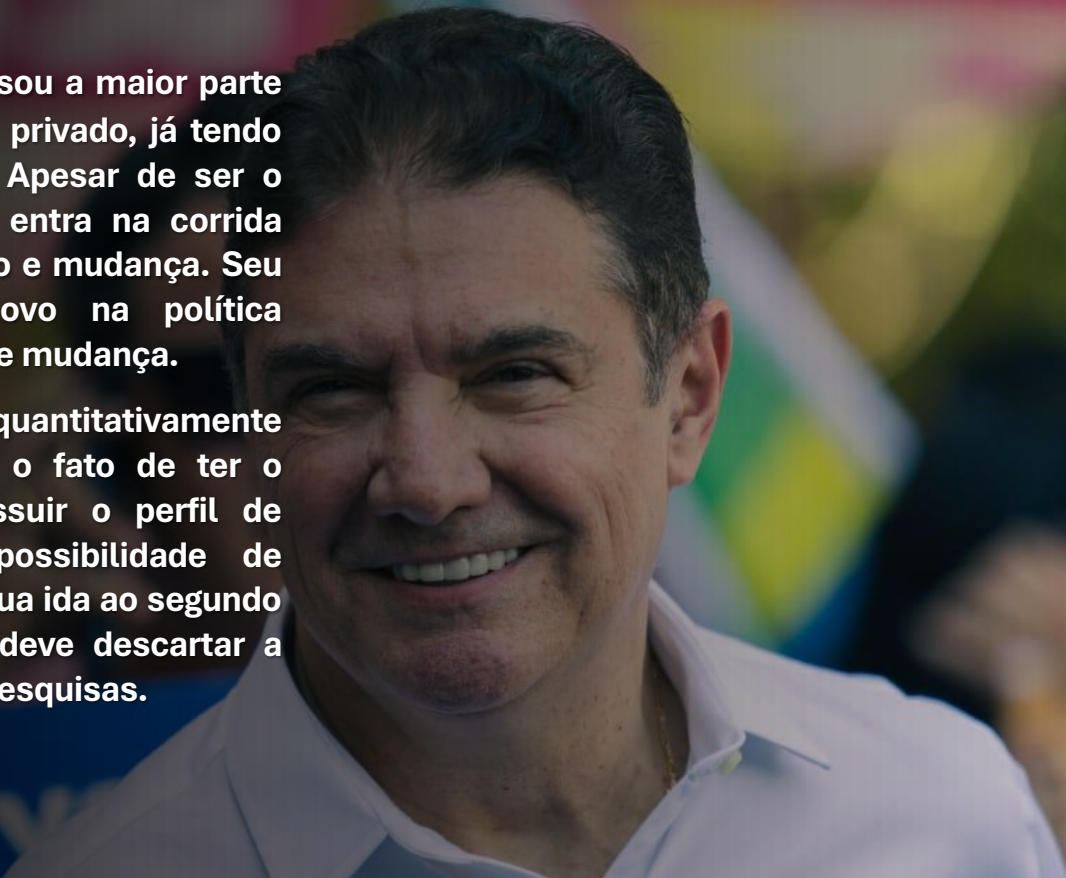 sou a maior parte
privado, já tendo
Apesar de ser o
entra na corrida
o e mudança. Seu
ovo na política
e mudança.
quantitativamente
o fato de ter o
ssuir o perfil de
possibilidade de
ua ida ao segundo
deve descartar a
esquisas.